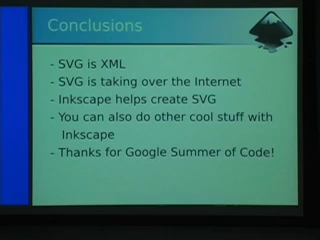 Conclusions
- SVG is XML
- SVG is taking over the Internet
- Inkscape helps create SVG
- You can also do other cool stuff with
Inkscape
- Thanks for Google Summer of Code!